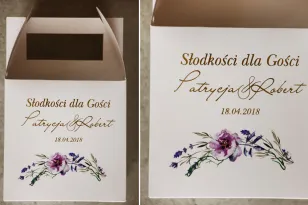 Słodkości dla Gości
Patrycja & Robert
18.04.2018
Słodkości dla Gości
Patrycja & Robert
18.04.2018